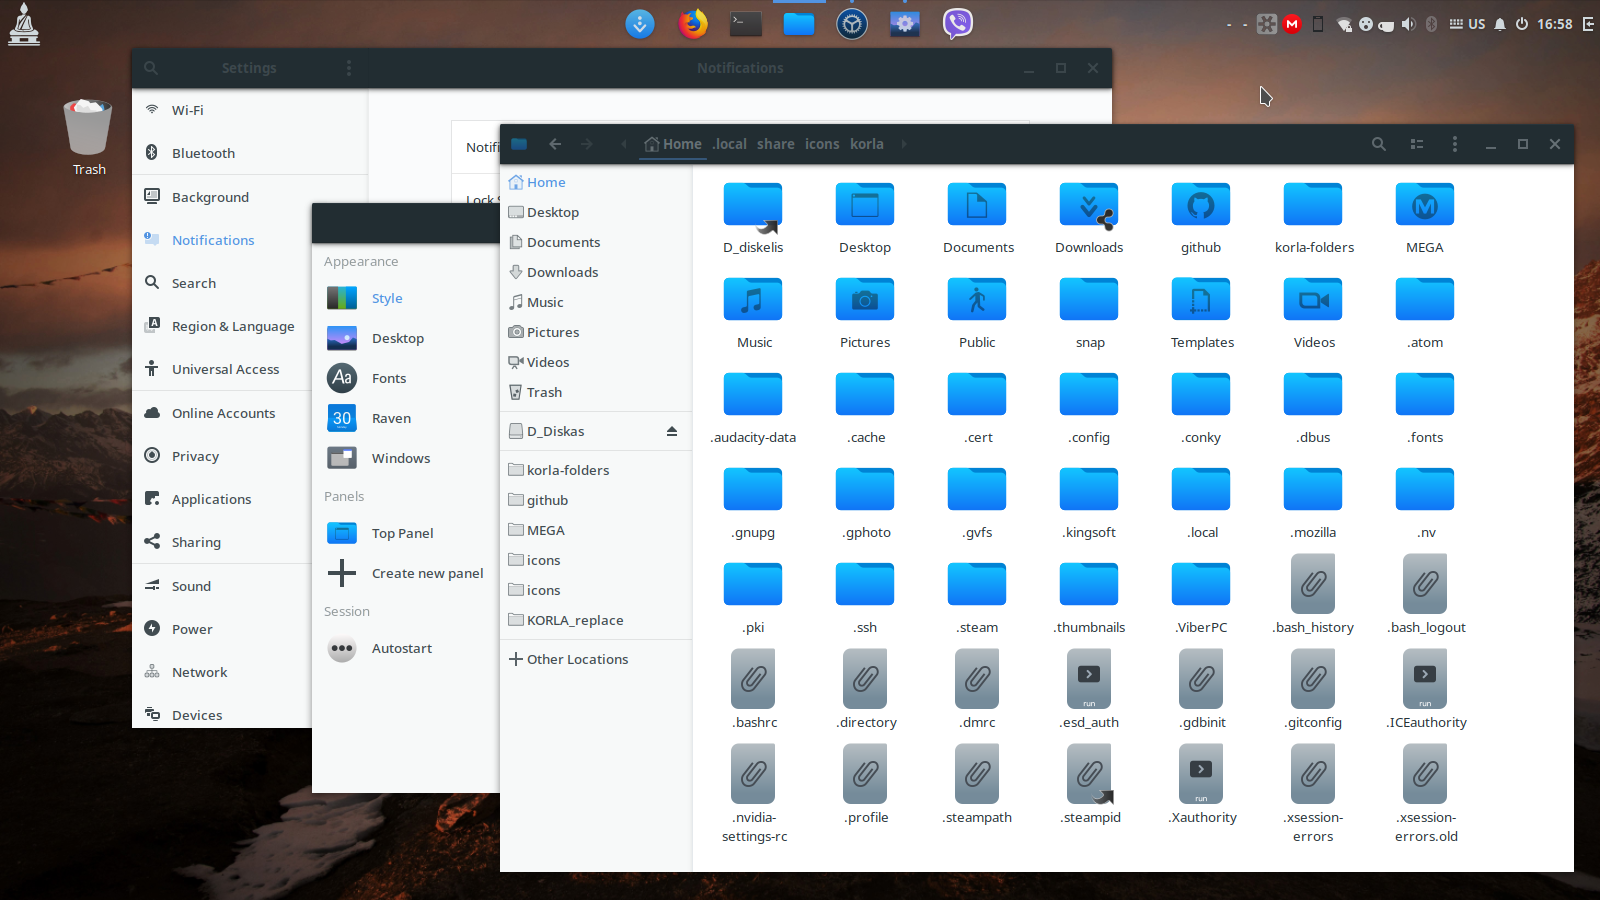 US 16:58
Trash
Settings
Notifications
Wi-Fi
Bluetooth
Background
Notifications
Search
Region & Language
Universal Access
Online Accounts
Privacy
Applications
Sharing
Sound
Power
Network
Devices
Notifi
Lock S
Appearance
Style
Desktop
Aa Fonts
30 Raven
Windows
Panels
Top Panel
Create new panel
Session
Autostart
Home .local share icons korla
Home
Desktop
Documents
Downloads
Music
Pictures
Videos
Trash
D_Diskas
korla-folders
github
MEGA
icons
icons
KORLA_replace
Other Locations
D_diskelis Desktop Documents Downloads github korla-folders MEGA
Music Pictures Public snap Templates Videos .atom
.audacity-data .cache .cert .config .conky .dbus .fonts
.gnupg .gphoto .gvfs .kingsoft .local .mozilla .nv
.pki .ssh .steam .thumbnails .ViberPC .bash_history .bash_logout
run run
.bashrc .directory .dmrc .esd_auth .gdbinit .gitconfig .ICEauthority
run
.nvidia- .profile .steampath .steampid .Xauthority .xsession- .xsession-
settings-rc errors errors.old